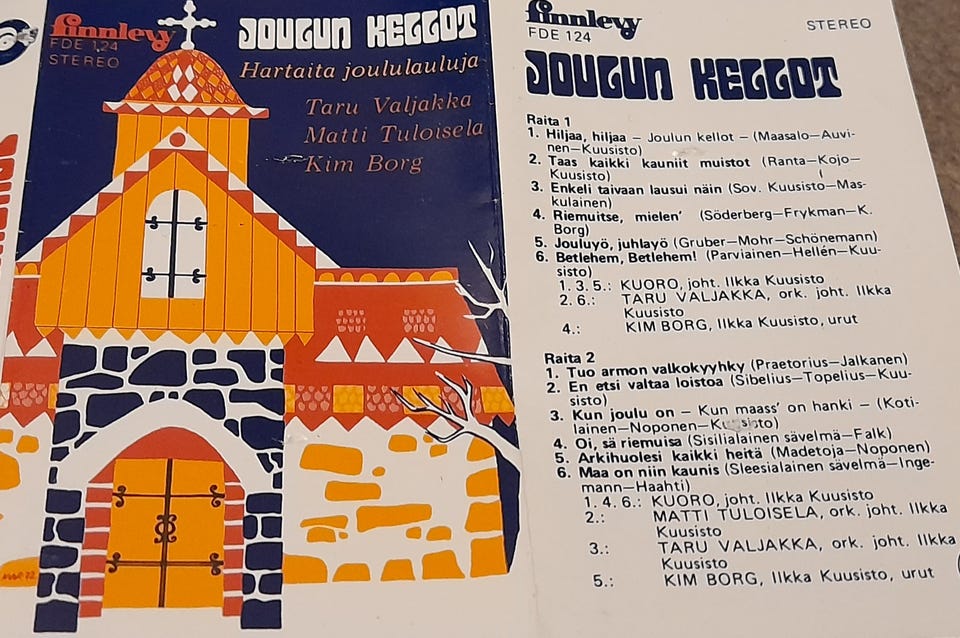 finnlevy
FDE 124
STEREO
JOULUN KELLOT
Hartaita joululauluja
Taru Valjakka
Matti Tuloisela
Kim Borg
finnlevy
FDE 124
STEREO
JOULUN KELLOT
Raita 1
1. Hiljaa, hiljaa – Joulun kellot – (Maasalo–Auvi-
nen–Kuusisto)
2. Taas kaikki kauniit muistot (Ranta–Kojo–
Kuusisto)
3. Enkeli taivaan lausui näin (Sov. Kuusisto–Mas-
kulainen)
4. Riemuitse, mielen' (Söderberg–Frykman–K.
Borg)
5. Jouluyö, juhlayö (Gruber–Mohr–Schönemann)
6. Betlehem, Betlehem! (Parviainen–Hellén–Kuu-
sisto)
1. 3. 5.: KUORO, joht. Ilkka Kuusisto
2. 6.: TARU VALJAKKA, ork. joht. Ilkka
Kuusisto
4.: KIM BORG, Ilkka Kuusisto, urut
Raita 2
1. Tuo armon valkokyyhky (Praetorius–Jalkanen)
2. En etsi valtaa loistoa (Sibelius–Topelius–Kuu-
sisto)
3. Kun joulu on – Kun maass' on hanki – (Koti-
lainen–Noponen–Kuusisto)
4. Oi, sä riemuisa (Sisilialainen sävelmä–Falk)
5. Arkihuolesi kaikki heitä (Madetoja–Noponen)
6. Maa on niin kaunis (Sleesialainen sävelmä–Inge-
mann–Haahti)
1. 4. 6.: KUORO, joht. Ilkka Kuusisto
2.: MATTI TULOISELA, ork. joht. Ilkka
Kuusisto
3.: TARU VALJAKKA, ork. joht. Ilkka
Kuusisto
5.: KIM BORG, Ilkka Kuusisto, urut